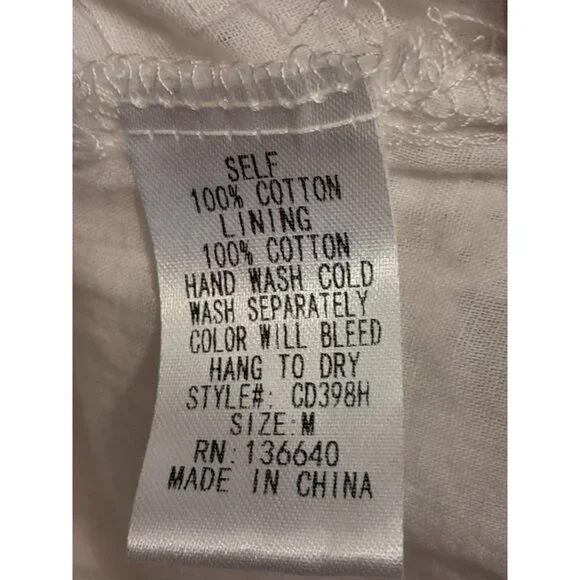 SELF
100% COTTON
LINING
100% COTTON
HAND WASH COLD
WASH SEPARATELY
COLOR WILL BLEED
HANG TO DRY
STYLE#: CD398H
SIZE:M
RN:136640
MADE IN CHINA